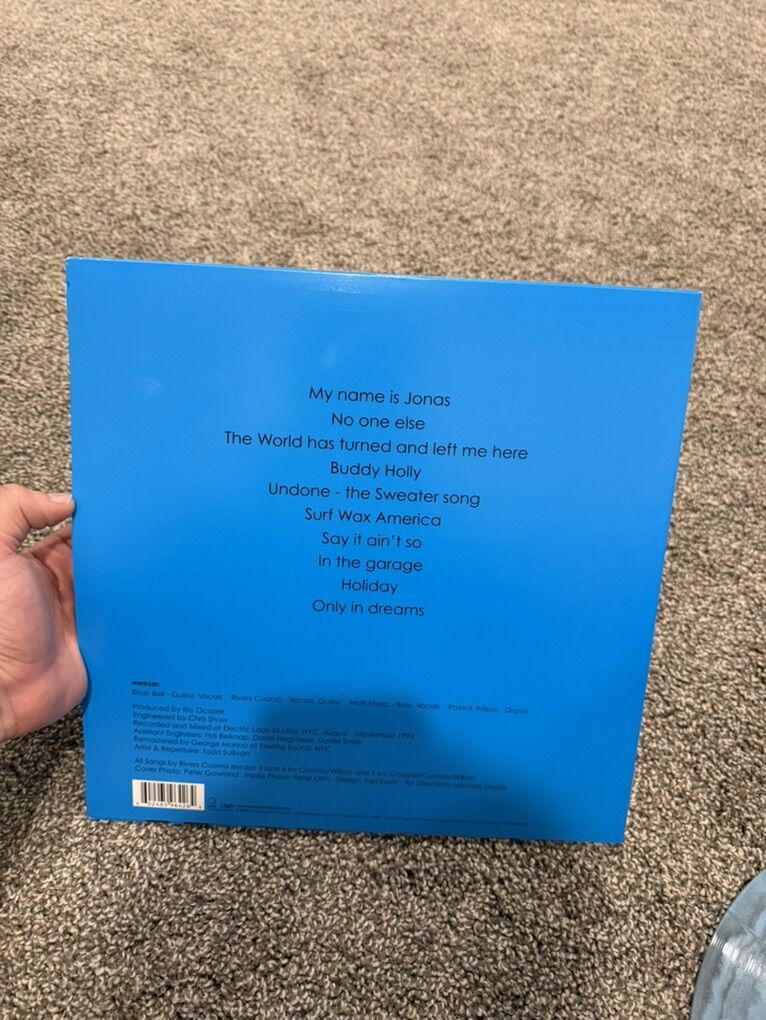 My name is Jonas
No one else
The World has turned and left me here
Buddy Holly
Undone - the Sweater song
Surf Wax America
Say it ain't so
In the garage
Holiday
Only in dreams
weezer:
Brian Bell - Guitar, Vocals Rivers Cuomo - Vocals, Guitar Matt Sharp - Bass, Vocals Patrick Wilson - Drums
Produced by Ric Ocasek
Engineered by Chris Shaw
Recorded and Mixed at Electric Lady Studios, NYC, August - September 1993
Assistant Engineers: Hal Belknap, David Heglmeier, Daniel Smith
Remastered by George Marino at Sterling Sound, NYC
Artist & Repertoire: Todd Sullivan
All Songs by Rivers Cuomo except 3 and 6 by Cuomo/Wilson and 1 by Cropper/Cuomo/Wilson
Cover Photo: Peter Gowland Inside Photo: Peter Orth Design: Karl Koch Art Direction: Michael Golob